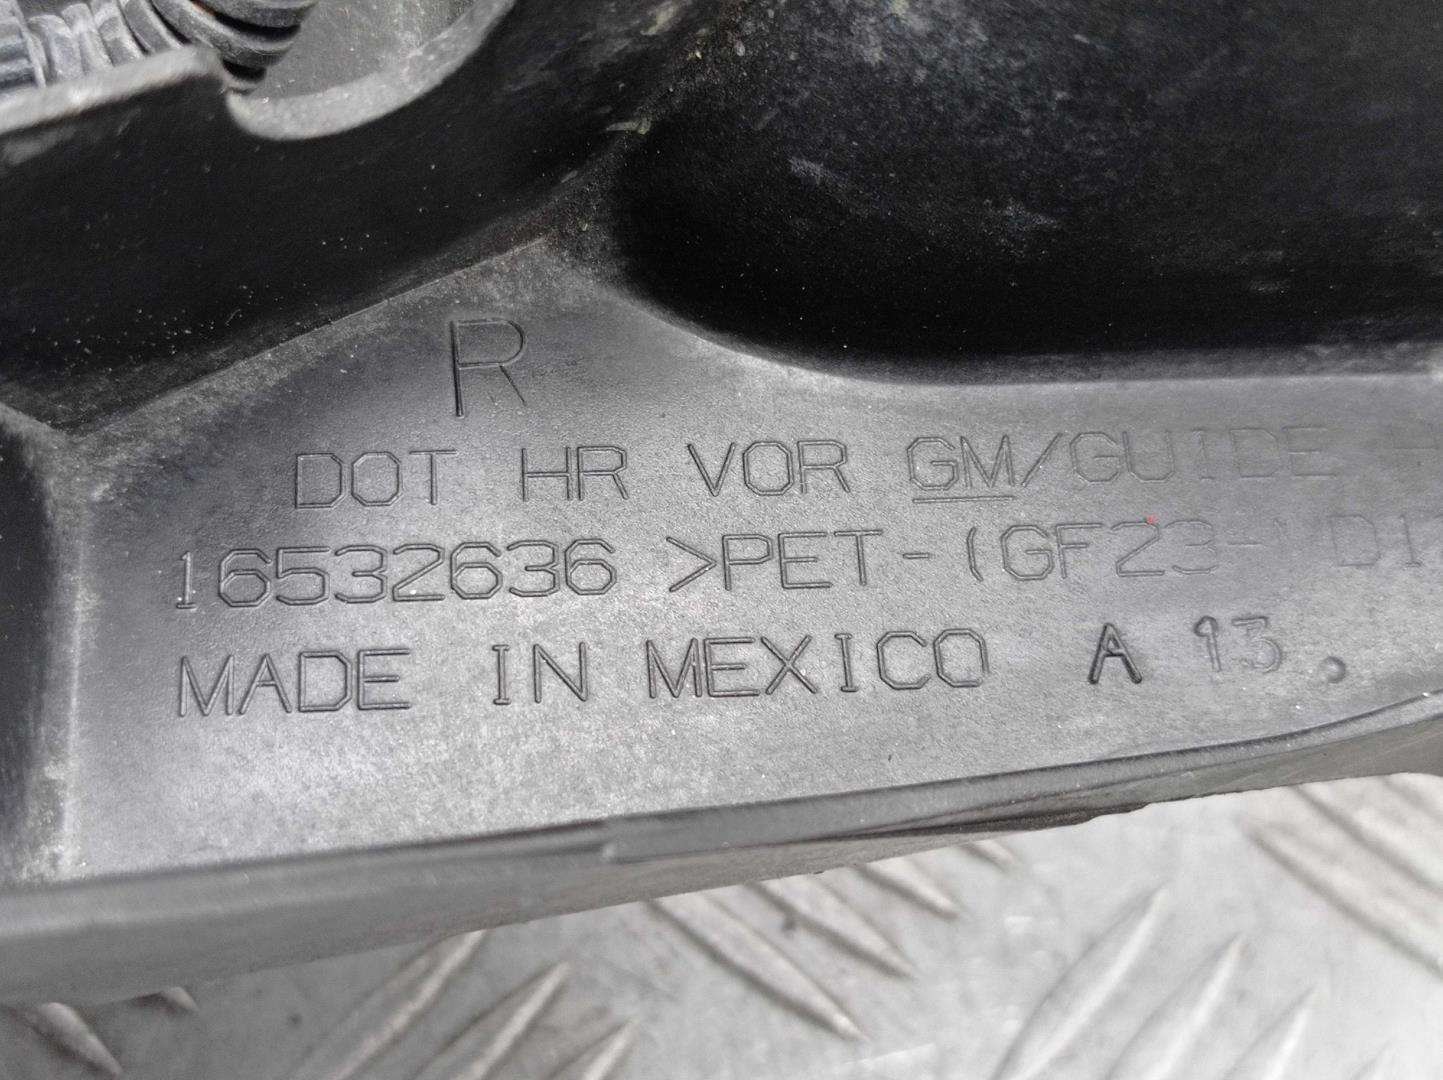 R
DOT HR VOR GM/GUIDE
16532636 >PET-(GF23-)
MADE IN MEXICO A 13